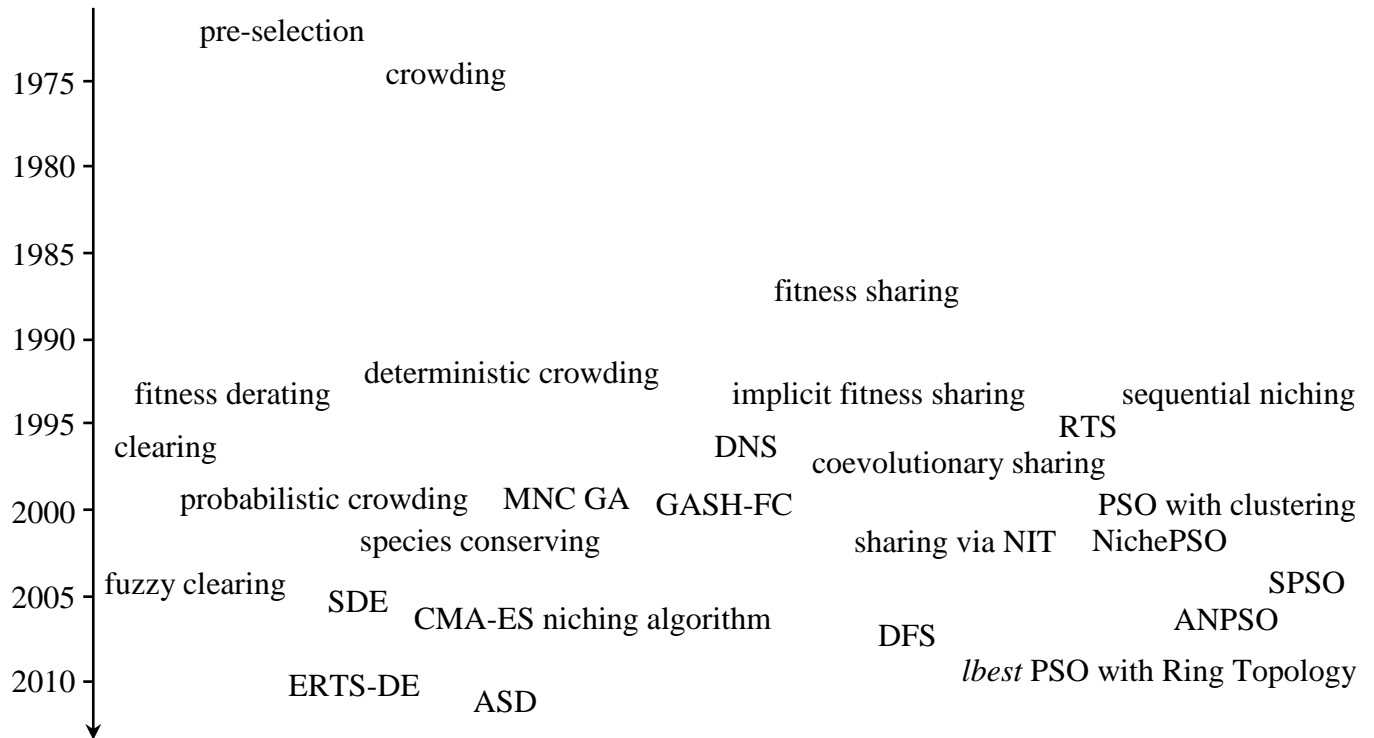 pre-selection
1975
crowding
1980
1985
fitness sharing
1990
deterministic crowding
fitness derating
implicit fitness sharing
sequential niching
1995
RTS
clearing
DNS
coevolutionary sharing
probabilistic crowding
MNC GA
GASH-FC
PSO with clustering
2000
species conserving
sharing via NIT
NichePSO
fuzzy clearing
SPSO
2005
SDE
CMA-ES niching algorithm
ANPSO
DFS
lbest PSO with Ring Topology
2010
ERTS-DE
ASD